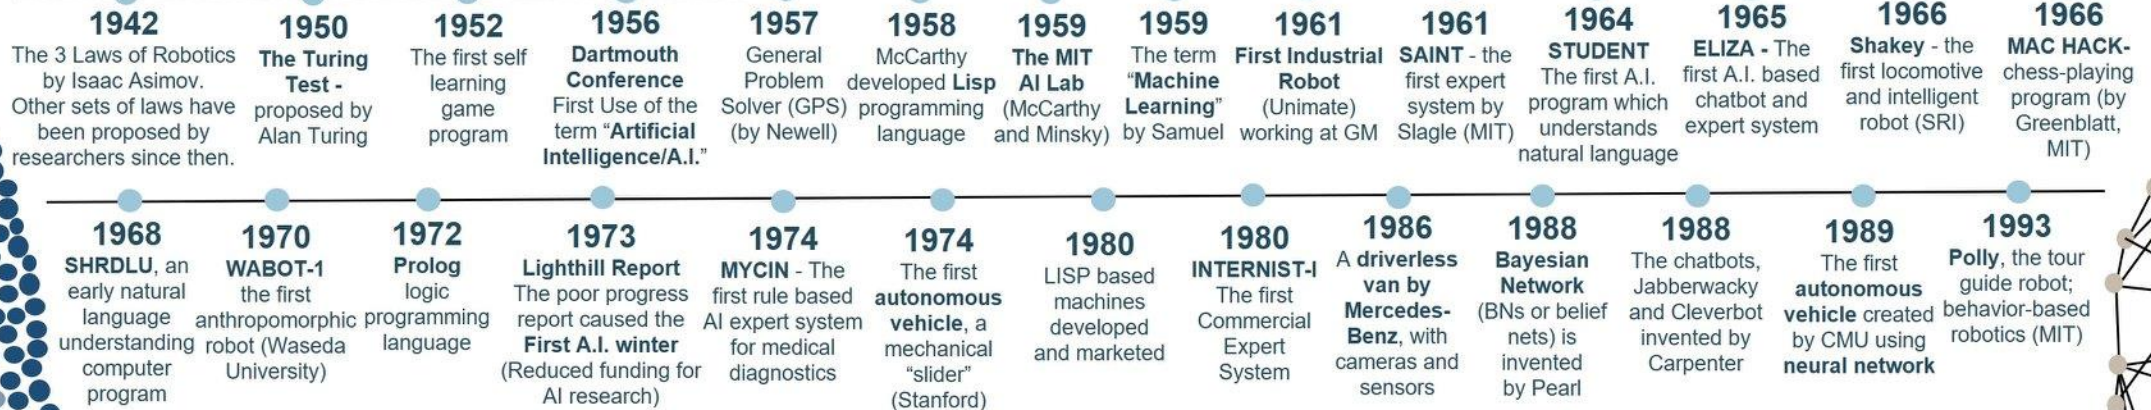 1942
The 3 Laws of Robotics
by Isaac Asimov.
Other sets of laws have
been proposed by
researchers since then.
1950
The Turing
Test -
proposed by
Alan Turing
1952
The first self
learning
game
program
1956
Dartmouth
Conference
First Use of the
term “Artificial
Intelligence/A.I.”
1957
General
Problem
Solver (GPS)
(by Newell)
1958
McCarthy
developed Lisp
programming
language
1959
The MIT
AI Lab
(McCarthy
and Minsky)
1959
The term
“Machine
Learning”
by Samuel
1961
First Industrial
Robot
(Unimate)
working at GM
1961
SAINT - the
first expert
system by
Slagle (MIT)
1964
STUDENT
The first A.I.
program which
understands
natural language
1965
ELIZA - The
first A.I. based
chatbot and
expert system
1966
Shakey - the
first locomotive
and intelligent
robot (SRI)
1966
MAC HACK-
chess-playing
program (by
Greenblatt,
MIT)
1968
SHRDLU, an
early natural
language
understanding
computer
program
1970
WABOT-1
the first
anthropomorphic
robot (Waseda
University)
1972
Prolog
logic
programming
language
1973
Lighthill Report
The poor progress
report caused the
First A.I. winter
(Reduced funding for
AI research)
1974
MYCIN - The
first rule based
AI expert system
for medical
diagnostics
1974
The first
autonomous
vehicle, a
mechanical
“slider”
(Stanford)
1980
LISP based
machines
developed
and marketed
1980
INTERNIST-I
The first
Commercial
Expert
System
1986
A driverless
van by
Mercedes-
Benz, with
cameras and
sensors
1988
Bayesian
Network
(BNs or belief
nets) is
invented
by Pearl
1988
The chatbots,
Jabberwacky
and Cleverbot
invented by
Carpenter
1989
The first
autonomous
vehicle created
by CMU using
neural network
1993
Polly, the tour
guide robot;
behavior-based
robotics (MIT)